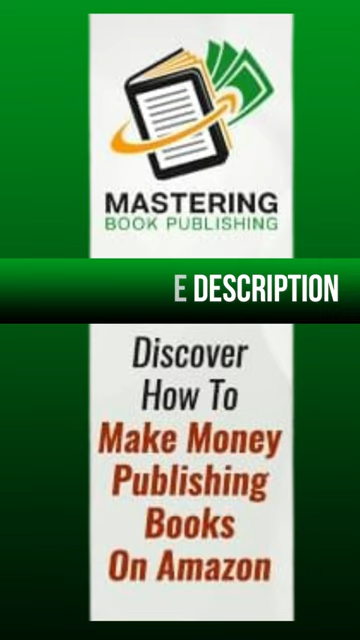 MASTERING
BOOK PUBLISHING
E DESCRIPTION
Discover
How To
Make Money
Publishing
Books
On Amazon